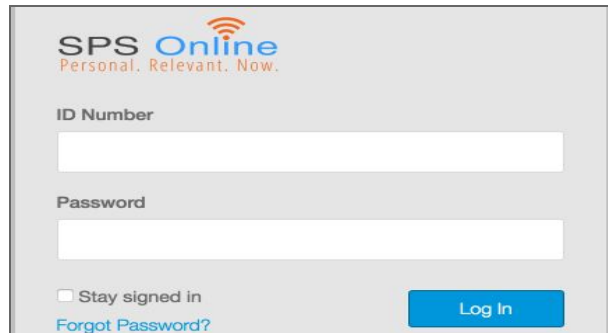 SPS Online
Personal. Relevant. Now.
ID Number
Password
Stay signed in
Log In
Forgot Password?